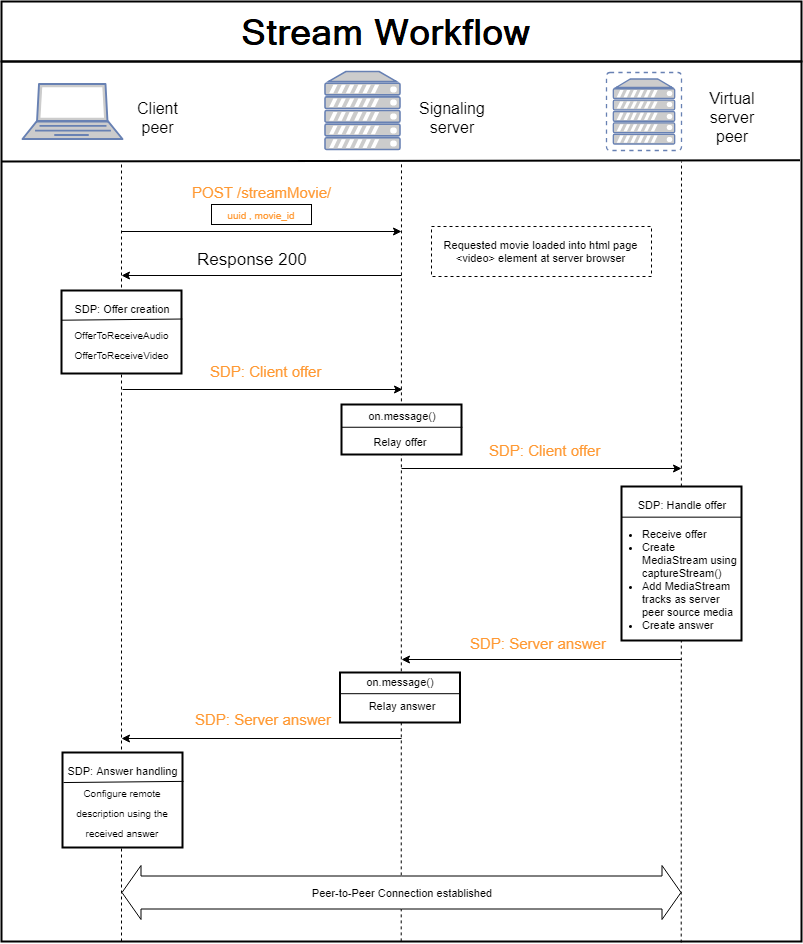 Stream Workflow
Client
peer
Signaling
server
Virtual
server
peer
POST /streamMovie/
uuid , movie_id
Requested movie loaded into html page
<video> element at server browser
Response 200
SDP: Offer creation
OfferToReceiveAudio
OfferToReceiveVideo
SDP: Client offer
on.message()
Relay offer
SDP: Client offer
SDP: Handle offer
• Receive offer
• Create
MediaStream using
captureStream()
• Add MediaStream
tracks as server
peer source media
• Create answer
SDP: Server answer
on.message()
Relay answer
SDP: Server answer
SDP: Answer handling
Configure remote
description using the
received answer
Peer-to-Peer Connection established